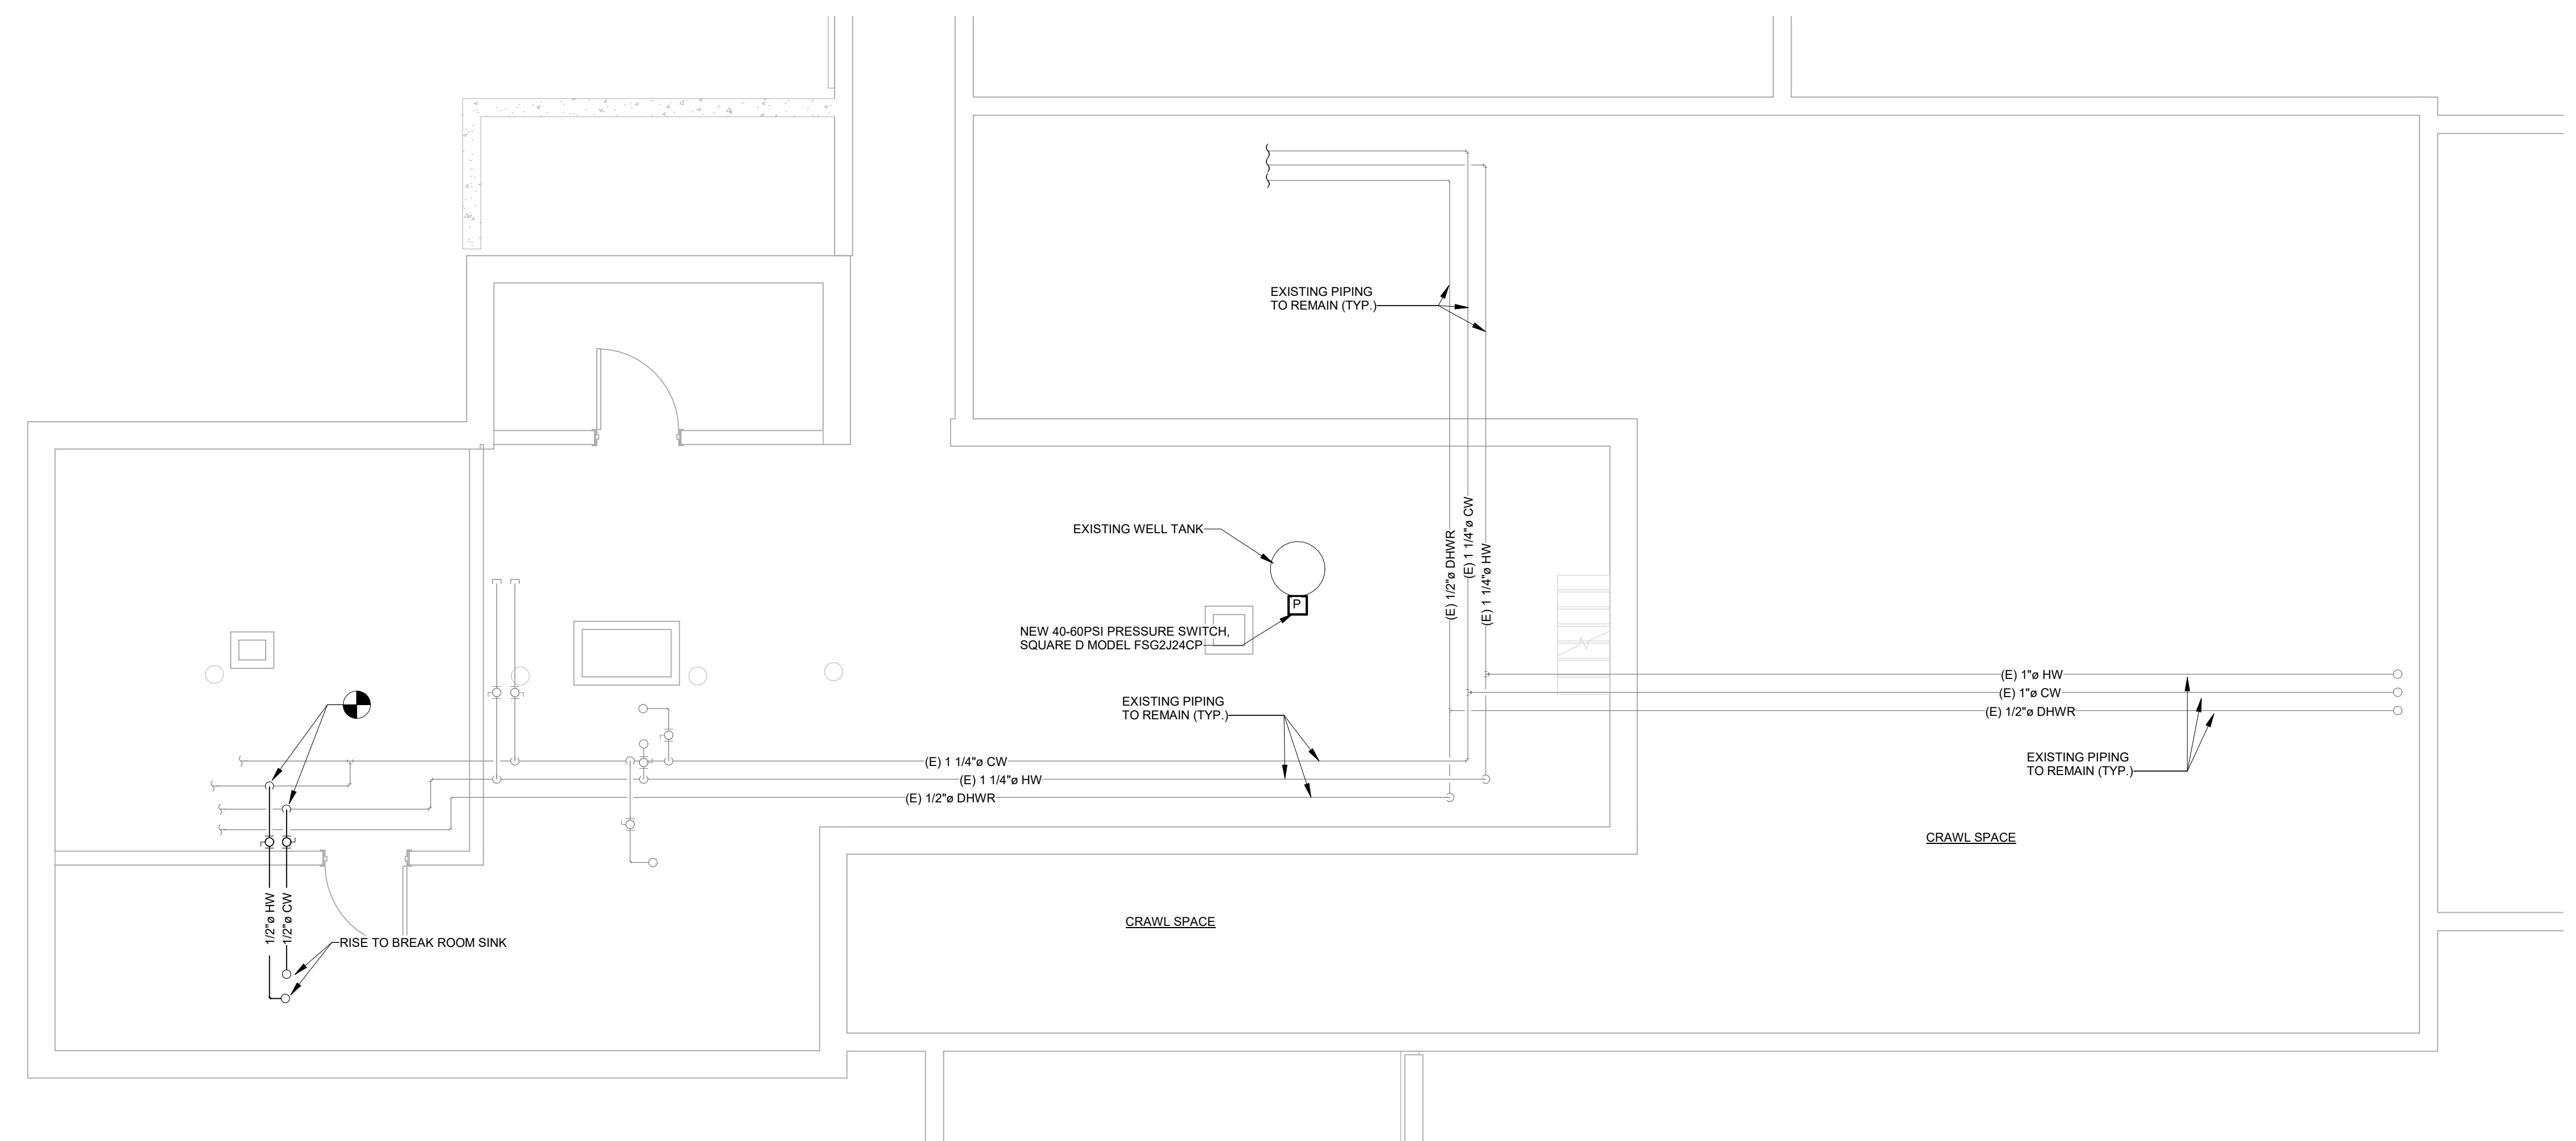 EXISTING PIPING
TO REMAIN (TYP.)
EXISTING WELL TANK
(E) 1/2"ø DHWR
(E) 1 1/4"ø CW
(E) 1 1/4"ø HW
P
NEW 40-60PSI PRESSURE SWITCH,
SQUARE D MODEL FSG2J24CP
(E) 1"ø HW
(E) 1"ø CW
(E) 1/2"ø DHWR
EXISTING PIPING
TO REMAIN (TYP.)
(E) 1 1/4"ø CW
(E) 1 1/4"ø HW
(E) 1/2"ø DHWR
EXISTING PIPING
TO REMAIN (TYP.)
CRAWL SPACE
1/2"ø HW
1/2"ø CW
CRAWL SPACE
RISE TO BREAK ROOM SINK